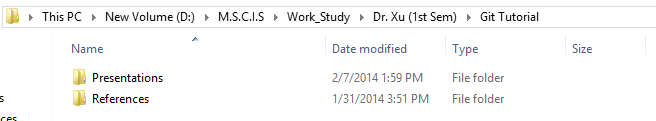 This PC New Volume (D:) M.S.C.I.S Work_Study Dr. Xu (1st Sem) Git Tutorial
Name Date modified Type Size
Presentations 2/7/2014 1:59 PM File folder
References 1/31/2014 3:51 PM File folder
s
ces